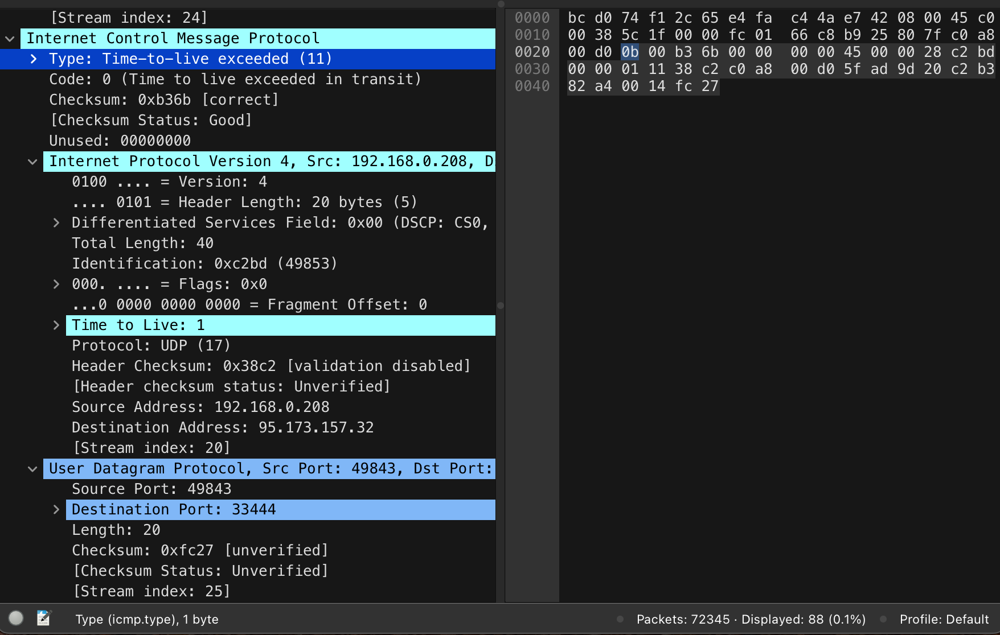 [Stream index: 24]
Internet Control Message Protocol
Type: Time-to-live exceeded (11)
Code: 0 (Time to live exceeded in transit)
Checksum: 0xb36b [correct]
[Checksum Status: Good]
Unused: 00000000
Internet Protocol Version 4, Src: 192.168.0.208, D
0100 .... = Version: 4
.... 0101 = Header Length: 20 bytes (5)
Differentiated Services Field: 0x00 (DSCP: CS0,
Total Length: 40
Identification: 0xc2bd (49853)
000. .... = Flags: 0x0
...0 0000 0000 0000 = Fragment Offset: 0
Time to Live: 1
Protocol: UDP (17)
Header Checksum: 0x38c2 [validation disabled]
[Header checksum status: Unverified]
Source Address: 192.168.0.208
Destination Address: 95.173.157.32
[Stream index: 20]
User Datagram Protocol, Src Port: 49843, Dst Port:
Source Port: 49843
Destination Port: 33444
Length: 20
Checksum: 0xfc27 [unverified]
[Checksum Status: Unverified]
[Stream index: 25]
0000 bc d0 74 f1 2c 65 e4 fa c4 4a e7 42 08 00 45 c0
0010 00 38 5c 1f 00 00 fc 01 66 c8 b9 25 80 7f c0 a8
0020 00 d0 0b 00 b3 6b 00 00 00 00 45 00 00 28 c2 bd
0030 00 00 01 11 38 c2 c0 a8 00 d0 5f ad 9d 20 c2 b3
0040 82 a4 00 14 fc 27
Type (icmp.type), 1 byte
Packets: 72345 · Displayed: 88 (0.1%)
Profile: Default